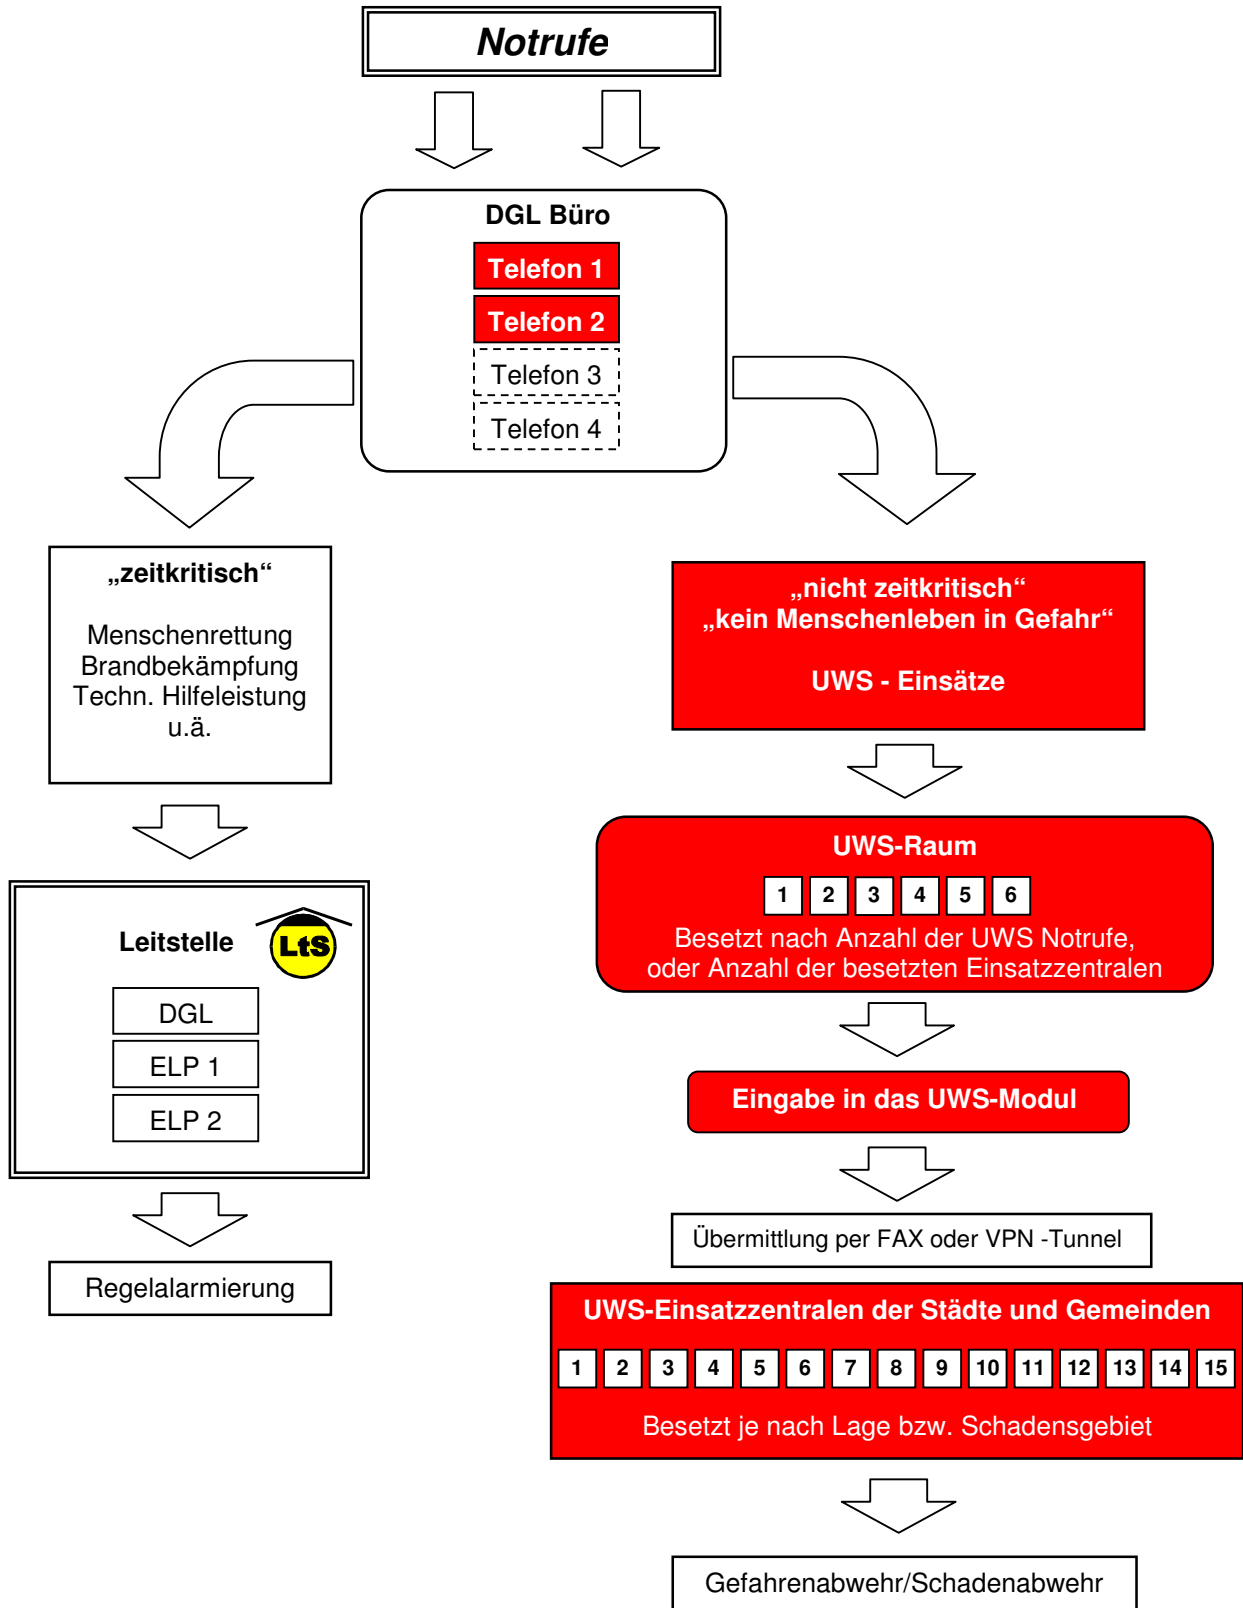 Notrufe
DGL Büro
Telefon 1
Telefon 2
Telefon 3
Telefon 4
„zeitkritisch“
Menschenrettung
Brandbekämpfung
Techn. Hilfeleistung
u.ä.
Leitstelle
LtS
DGL
ELP 1
ELP 2
Regelalarmierung
„nicht zeitkritisch“
„kein Menschenleben in Gefahr“
UWS - Einsätze
UWS-Raum
1 2 3 4 5 6
Besetzt nach Anzahl der UWS Notrufe,
oder Anzahl der besetzten Einsatzzentralen
Eingabe in das UWS-Modul
Übermittlung per FAX oder VPN -Tunnel
UWS-Einsatzzentralen der Städte und Gemeinden
1 2 3 4 5 6 7 8 9 10 11 12 13 14 15
Besetzt je nach Lage bzw. Schadensgebiet
Gefahrenabwehr/Schadenabwehr